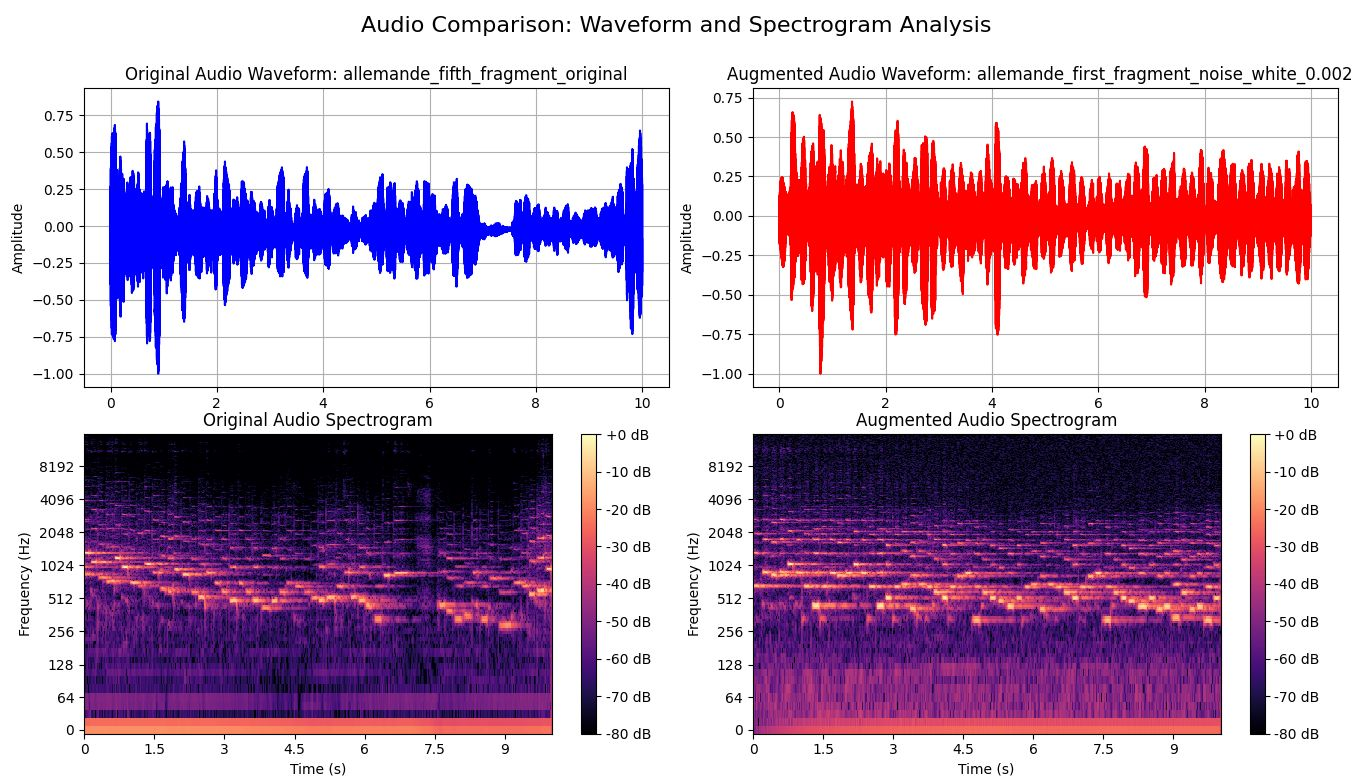 Audio Comparison: Waveform and Spectrogram Analysis
Original Audio Waveform: allemande_fifth_fragment_original
0.75
0.50
0.25
0.00
−0.25
−0.50
−0.75
−1.00
Amplitude
0 2 4 6 8 10
Augmented Audio Waveform: allemande_first_fragment_noise_white_0.002
0.75
0.50
0.25
0.00
−0.25
−0.50
−0.75
−1.00
Amplitude
0 2 4 6 8 10
Original Audio Spectrogram
8192
4096
2048
1024
512
256
128
64
0
Frequency (Hz)
0 1.5 3 4.5 6 7.5 9
Time (s)
+0 dB
-10 dB
-20 dB
-30 dB
-40 dB
-50 dB
-60 dB
-70 dB
-80 dB
Augmented Audio Spectrogram
8192
4096
2048
1024
512
256
128
64
0
Frequency (Hz)
0 1.5 3 4.5 6 7.5 9
Time (s)
+0 dB
-10 dB
-20 dB
-30 dB
-40 dB
-50 dB
-60 dB
-70 dB
-80 dB